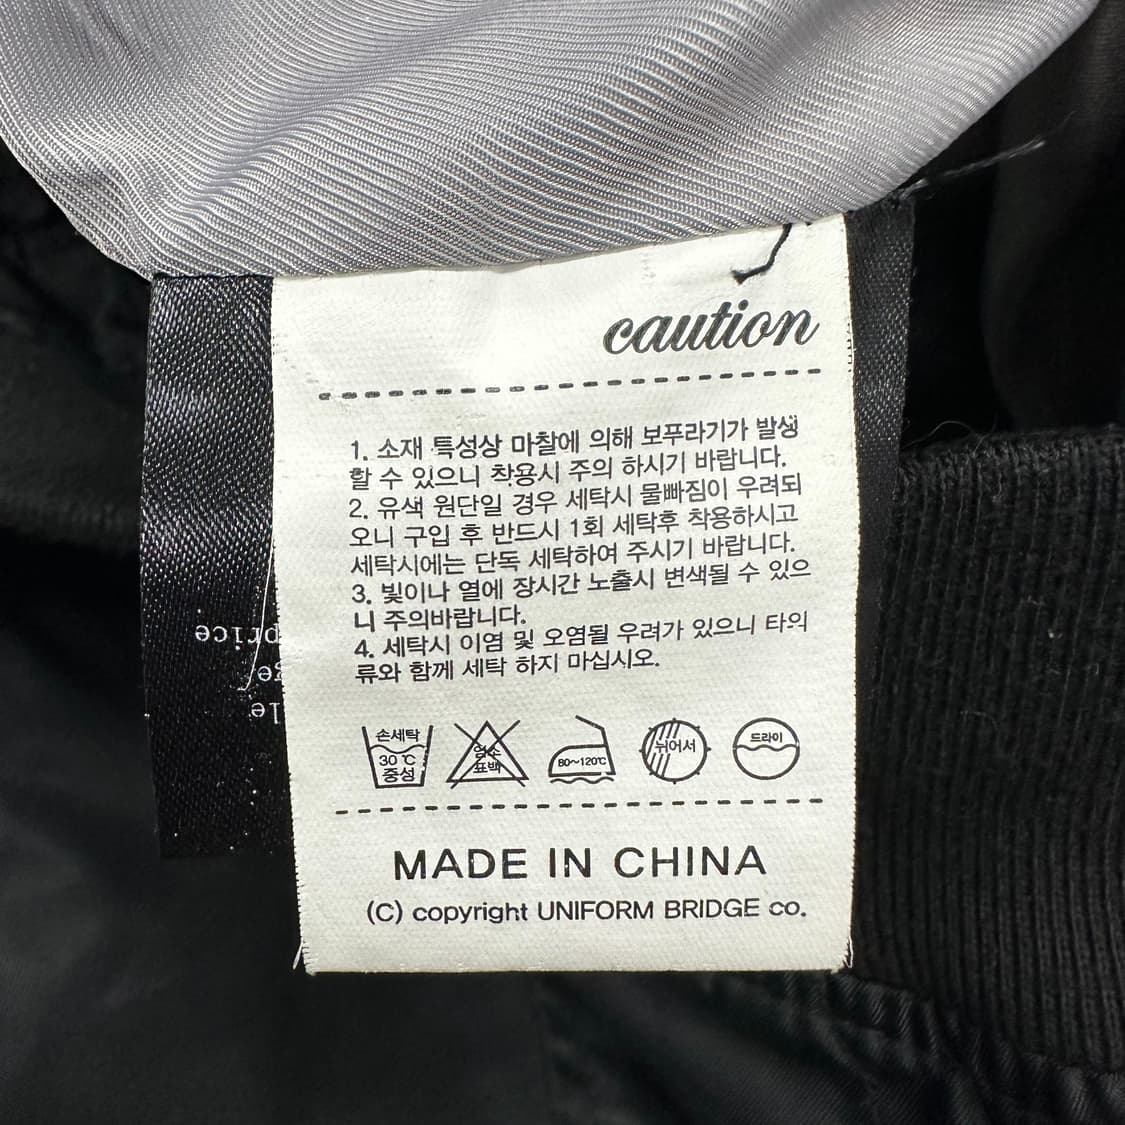 caution
1. 소재 특성상 마찰에 의해 보푸라기가 발생
할 수 있으니 착용시 주의 하시기 바랍니다.
2. 유색 원단일 경우 세탁시 물빠짐이 우려되
오니 구입 후 반드시 1회 세탁후 착용하시고
세탁시에는 단독 세탁하여 주시기 바랍니다.
3. 빛이나 열에 장시간 노출시 변색될 수 있으
니 주의바랍니다.
4. 세탁시 이염 및 오염될 우려가 있으니 타의
류와 함께 세탁 하지 마십시오.
손세탁
30℃
중성
염소
표백
80~120℃
뉘어서
드라이
MADE IN CHINA
(C) copyright UNIFORM BRIDGE co.
price